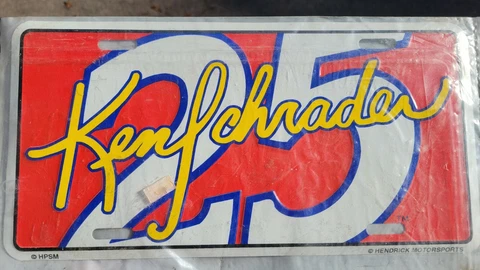 25
Ken Schrader
© HPSM
© HENDRICK MOTORSPORTS